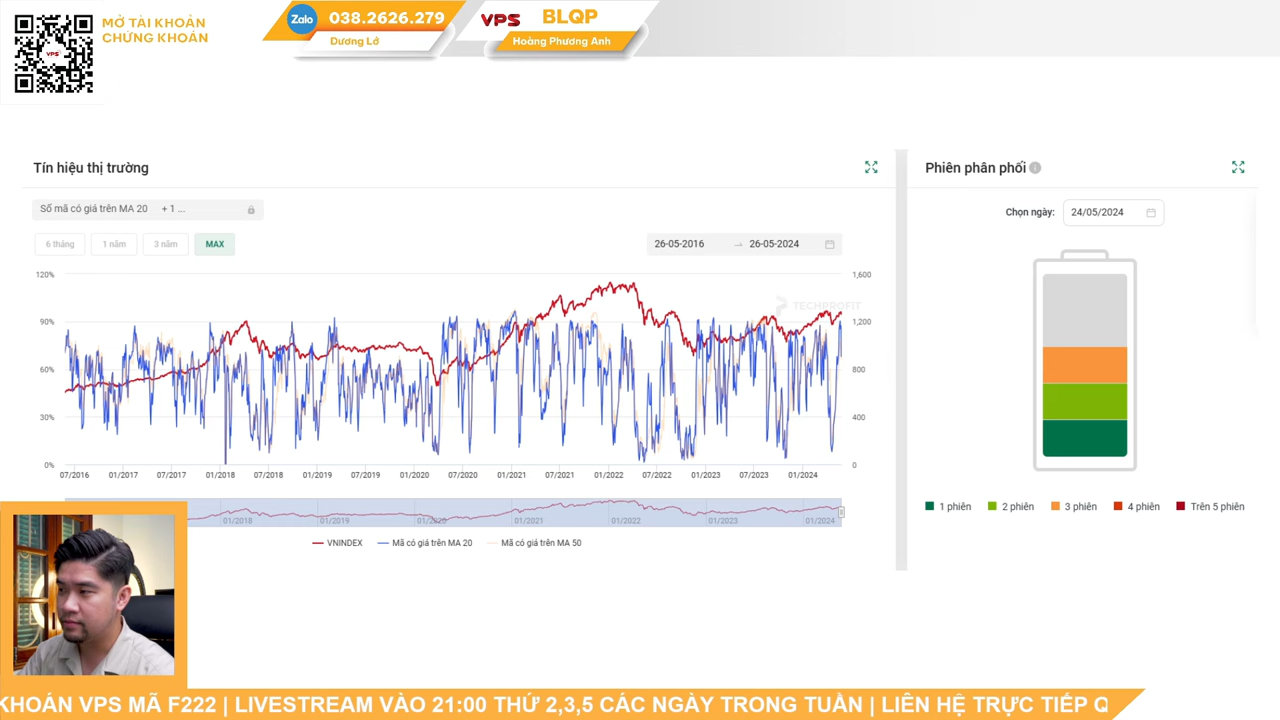 MỞ TÀI KHOẢN
CHỨNG KHOÁN
VPS
Zalo
038.2626.279
Dương Lở
VPS
BLQP
Hoàng Phương Anh
Tín hiệu thị trường
Số mã có giá trên MA 20 + 1 ...
6 tháng 1 năm 3 năm MAX
26-05-2016 → 26-05-2024
120% 1,600
TECHPROFIT
90% 1,200
60% 800
30% 400
0% 0
07/2016 01/2017 07/2017 01/2018 07/2018 01/2019 07/2019 01/2020 07/2020 01/2021 07/2021 01/2022 07/2022 01/2023 07/2023 01/2024
01/2018 01/2019 01/2020 01/2021 01/2022 01/2023 01/2024
VNINDEX Mã có giá trên MA 20 Mã có giá trên MA 50
Phiên phân phối
Chọn ngày: 24/05/2024
1 phiên 2 phiên 3 phiên 4 phiên Trên 5 phiên
KHOÁN VPS MÃ F222 | LIVESTREAM VÀO 21:00 THỨ 2,3,5 CÁC NGÀY TRONG TUẦN | LIÊN HỆ TRỰC TIẾP Q